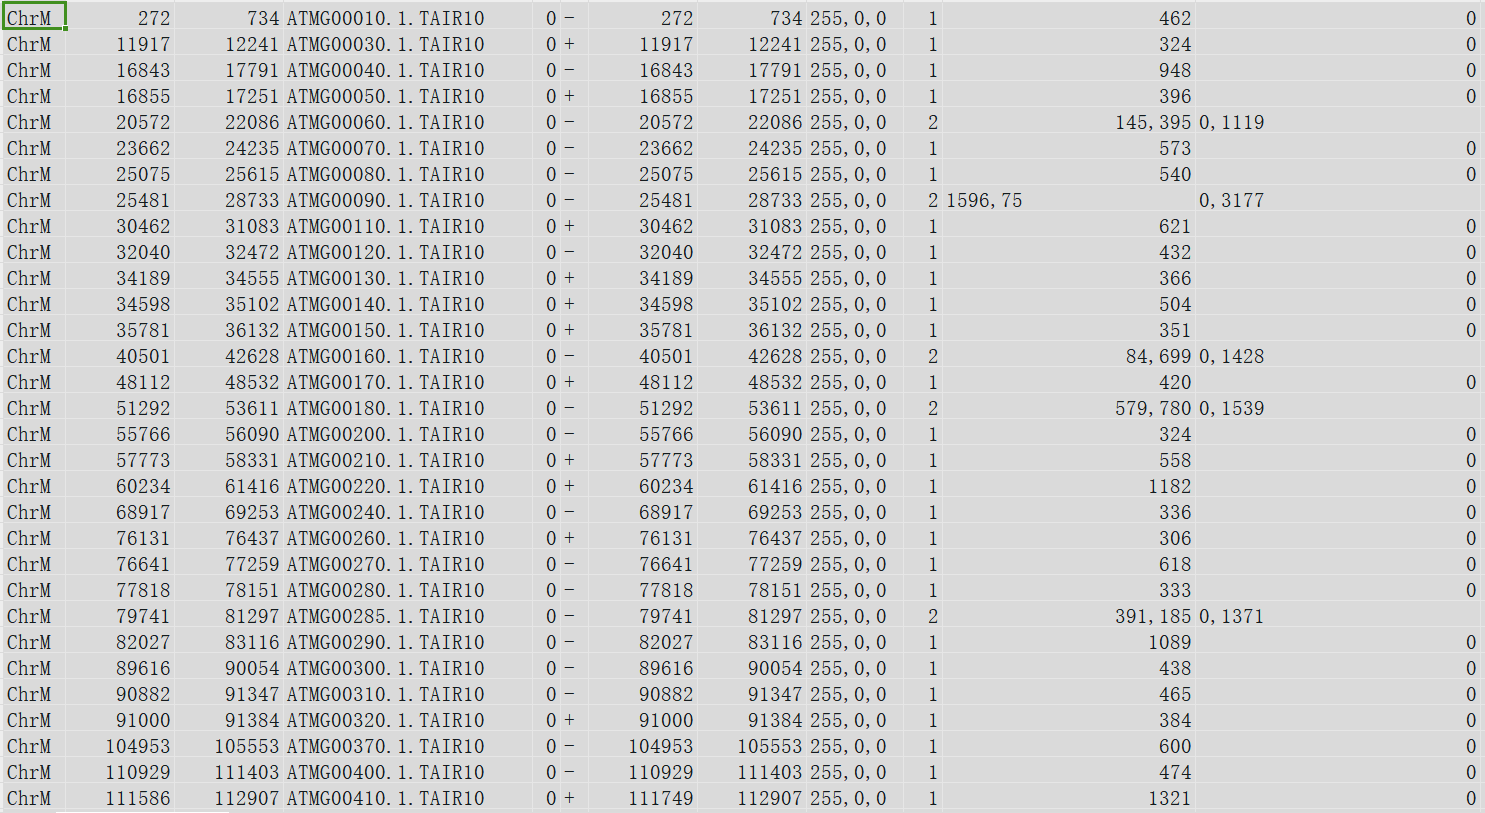 ChrM 272 734 ATMG00010.1.TAIR10 0 - 272 734 255,0,0 1 462 0
ChrM 11917 12241 ATMG00030.1.TAIR10 0 + 11917 12241 255,0,0 1 324 0
ChrM 16843 17791 ATMG00040.1.TAIR10 0 - 16843 17791 255,0,0 1 948 0
ChrM 16855 17251 ATMG00050.1.TAIR10 0 + 16855 17251 255,0,0 1 396 0
ChrM 20572 22086 ATMG00060.1.TAIR10 0 - 20572 22086 255,0,0 2 145,395 0,1119
ChrM 23662 24235 ATMG00070.1.TAIR10 0 - 23662 24235 255,0,0 1 573 0
ChrM 25075 25615 ATMG00080.1.TAIR10 0 - 25075 25615 255,0,0 1 540 0
ChrM 25481 28733 ATMG00090.1.TAIR10 0 - 25481 28733 255,0,0 2 1596,75 0,3177
ChrM 30462 31083 ATMG00110.1.TAIR10 0 + 30462 31083 255,0,0 1 621 0
ChrM 32040 32472 ATMG00120.1.TAIR10 0 - 32040 32472 255,0,0 1 432 0
ChrM 34189 34555 ATMG00130.1.TAIR10 0 + 34189 34555 255,0,0 1 366 0
ChrM 34598 35102 ATMG00140.1.TAIR10 0 + 34598 35102 255,0,0 1 504 0
ChrM 35781 36132 ATMG00150.1.TAIR10 0 + 35781 36132 255,0,0 1 351 0
ChrM 40501 42628 ATMG00160.1.TAIR10 0 - 40501 42628 255,0,0 2 84,699 0,1428
ChrM 48112 48532 ATMG00170.1.TAIR10 0 + 48112 48532 255,0,0 1 420 0
ChrM 51292 53611 ATMG00180.1.TAIR10 0 - 51292 53611 255,0,0 2 579,780 0,1539
ChrM 55766 56090 ATMG00200.1.TAIR10 0 - 55766 56090 255,0,0 1 324 0
ChrM 57773 58331 ATMG00210.1.TAIR10 0 + 57773 58331 255,0,0 1 558 0
ChrM 60234 61416 ATMG00220.1.TAIR10 0 + 60234 61416 255,0,0 1 1182 0
ChrM 68917 69253 ATMG00240.1.TAIR10 0 - 68917 69253 255,0,0 1 336 0
ChrM 76131 76437 ATMG00260.1.TAIR10 0 + 76131 76437 255,0,0 1 306 0
ChrM 76641 77259 ATMG00270.1.TAIR10 0 - 76641 77259 255,0,0 1 618 0
ChrM 77818 78151 ATMG00280.1.TAIR10 0 - 77818 78151 255,0,0 1 333 0
ChrM 79741 81297 ATMG00285.1.TAIR10 0 - 79741 81297 255,0,0 2 391,185 0,1371
ChrM 82027 83116 ATMG00290.1.TAIR10 0 - 82027 83116 255,0,0 1 1089 0
ChrM 89616 90054 ATMG00300.1.TAIR10 0 - 89616 90054 255,0,0 1 438 0
ChrM 90882 91347 ATMG00310.1.TAIR10 0 - 90882 91347 255,0,0 1 465 0
ChrM 91000 91384 ATMG00320.1.TAIR10 0 + 91000 91384 255,0,0 1 384 0
ChrM 104953 105553 ATMG00370.1.TAIR10 0 - 104953 105553 255,0,0 1 600 0
ChrM 110929 111403 ATMG00400.1.TAIR10 0 - 110929 111403 255,0,0 1 474 0
ChrM 111586 112907 ATMG00410.1.TAIR10 0 + 111749 112907 255,0,0 1 1321 0